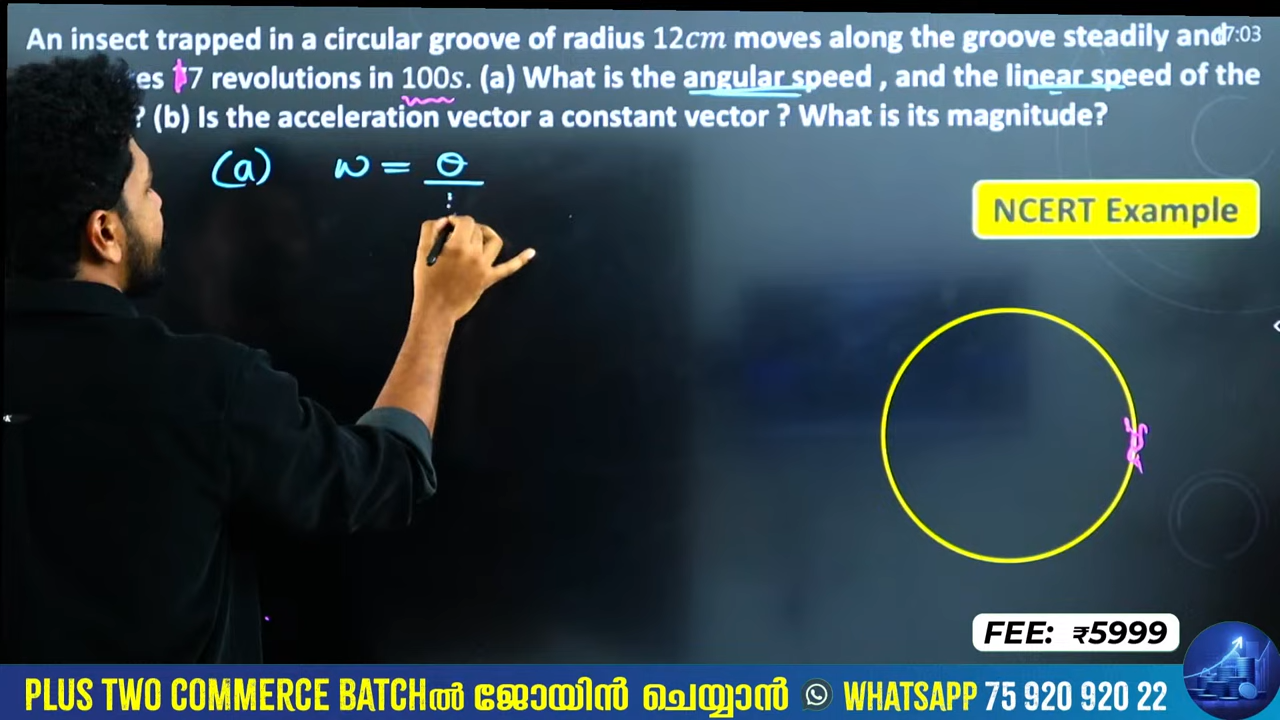 An insect trapped in a circular groove of radius 12cm moves along the groove steadily and 7:03
es 7 revolutions in 100s. (a) What is the angular speed , and the linear speed of the
? (b) Is the acceleration vector a constant vector ? What is its magnitude?
(a) ω = θ
NCERT Example
FEE: ₹5999
PLUS TWO COMMERCE BATCHൽ ജോയിൻ ചെയ്യാൻ WHATSAPP 75 920 920 22